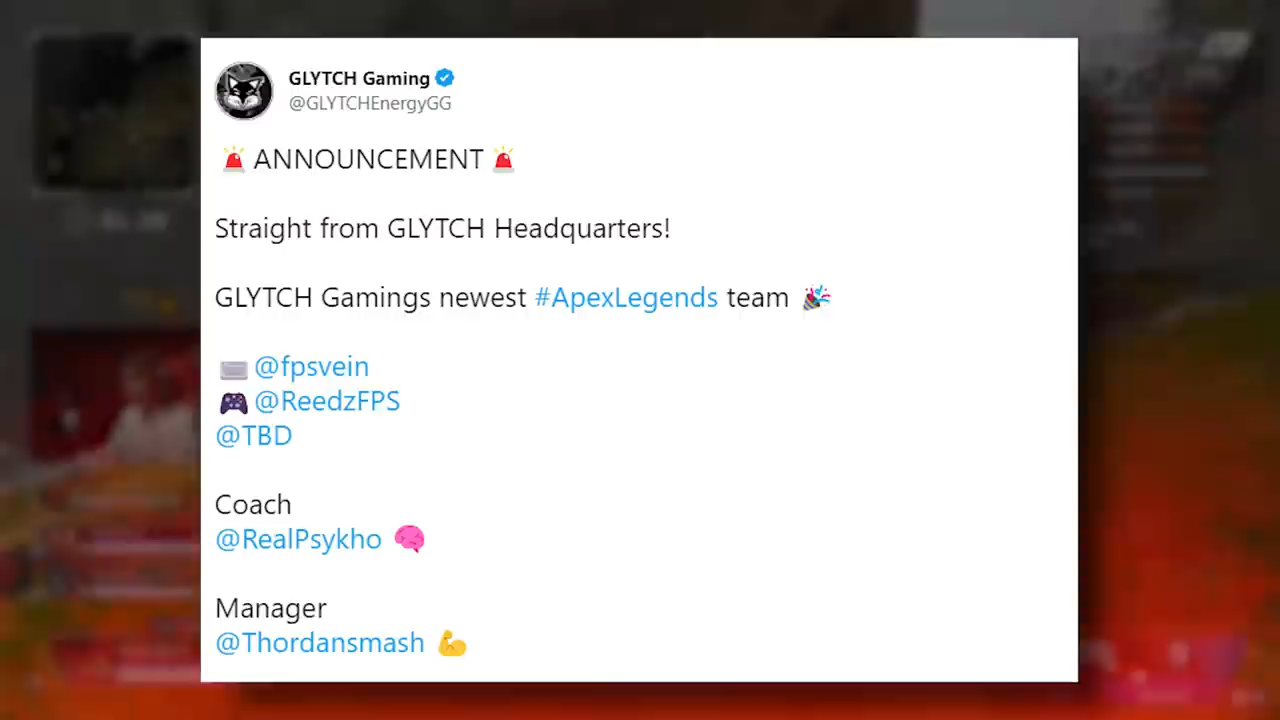 GLYTCH Gaming
@GLYTCHEnergyGG
🚨 ANNOUNCEMENT 🚨
Straight from GLYTCH Headquarters!
GLYTCH Gamings newest #ApexLegends team 🎉
⌨️ @fpsvein
🎮 @ReedzFPS
@TBD
Coach
@RealPsykho 🧠
Manager
@Thordansmash 💪